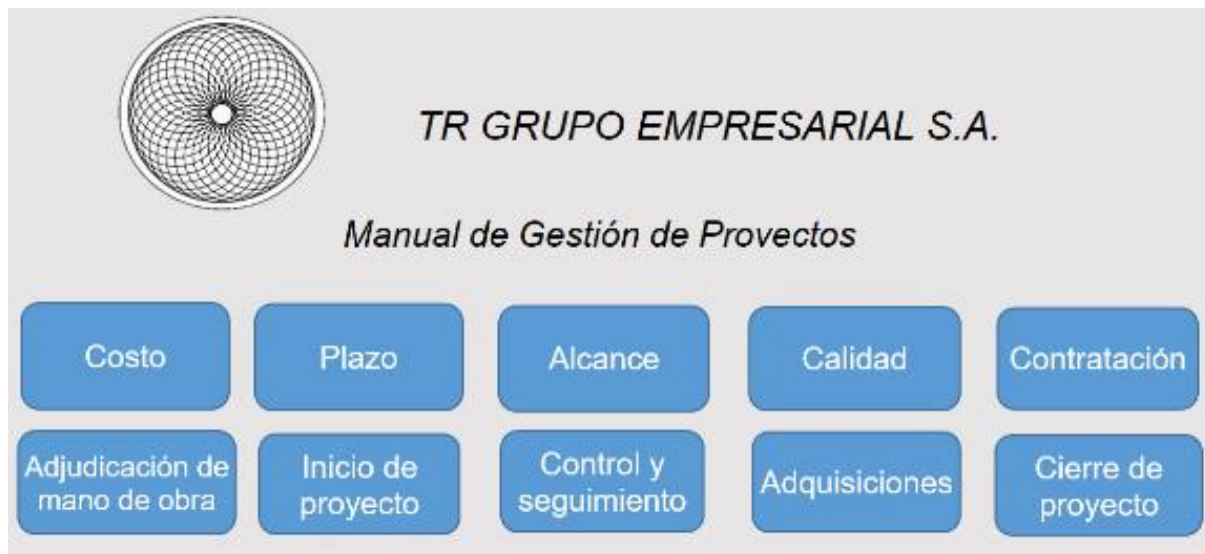 TR GRUPO EMPRESARIAL S.A.
Manual de Gestión de Provectos
Costo
Plazo
Alcance
Calidad
Contratación
Adjudicación de
mano de obra
Inicio de
proyecto
Control y
seguimiento
Adquisiciones
Cierre de
proyecto